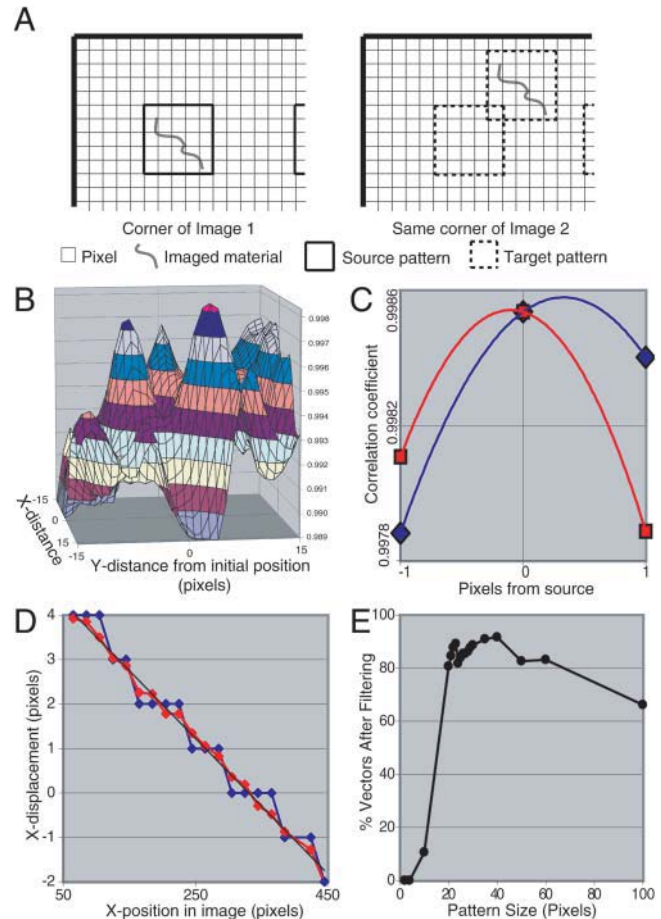 A
Corner of Image 1
Same corner of Image 2
Pixel
Imaged material
Source pattern
Target pattern
B
0.998
0.997
0.996
0.995
0.994
0.993
0.992
0.991
0.990
0.989
-15
0
15
X-distance
-15
0
15
Y-distance from initial position
(pixels)
C
Correlation coefficient
0.9986
0.9982
0.9978
-1
0
1
Pixels from source
D
X-displacement (pixels)
4
3
2
1
0
-1
-2
50
250
450
X-position in image (pixels)
E
% Vectors After Filtering
100
80
60
40
20
0
0
20
40
60
80
100
Pattern Size (Pixels)